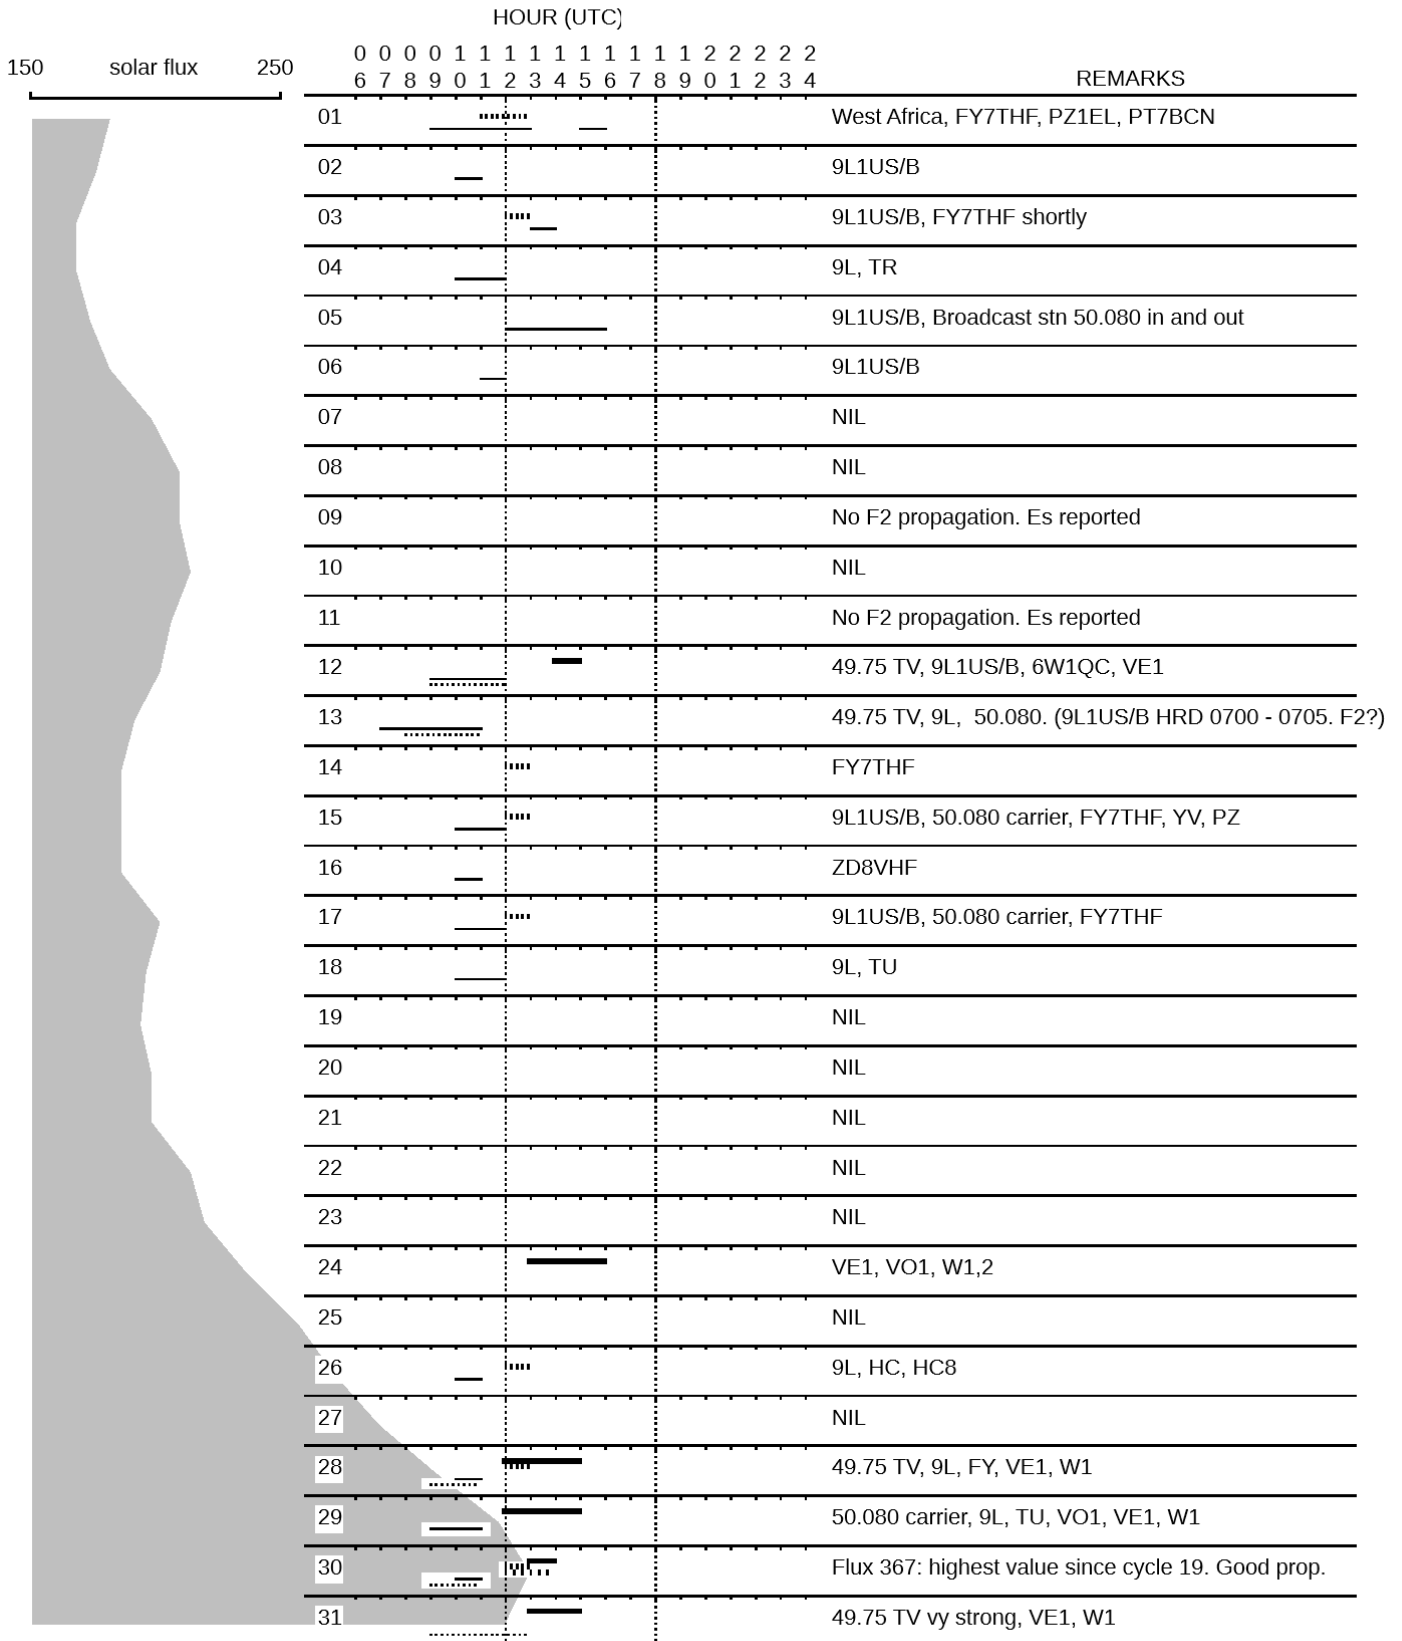 HOUR (UTC)
150 solar flux 250
0 0 0 0 1 1 1 1 1 1 1 1 1 1 2 2 2 2 2
6 7 8 9 0 1 2 3 4 5 6 7 8 9 0 1 2 3 4
REMARKS
01 West Africa, FY7THF, PZ1EL, PT7BCN
02 9L1US/B
03 9L1US/B, FY7THF shortly
04 9L, TR
05 9L1US/B, Broadcast stn 50.080 in and out
06 9L1US/B
07 NIL
08 NIL
09 No F2 propagation. Es reported
10 NIL
11 No F2 propagation. Es reported
12 49.75 TV, 9L1US/B, 6W1QC, VE1
13 49.75 TV, 9L, 50.080. (9L1US/B HRD 0700 - 0705. F2?)
14 FY7THF
15 9L1US/B, 50.080 carrier, FY7THF, YV, PZ
16 ZD8VHF
17 9L1US/B, 50.080 carrier, FY7THF
18 9L, TU
19 NIL
20 NIL
21 NIL
22 NIL
23 NIL
24 VE1, VO1, W1,2
25 NIL
26 9L, HC, HC8
27 NIL
28 49.75 TV, 9L, FY, VE1, W1
29 50.080 carrier, 9L, TU, VO1, VE1, W1
30 Flux 367: highest value since cycle 19. Good prop.
31 49.75 TV vy strong, VE1, W1